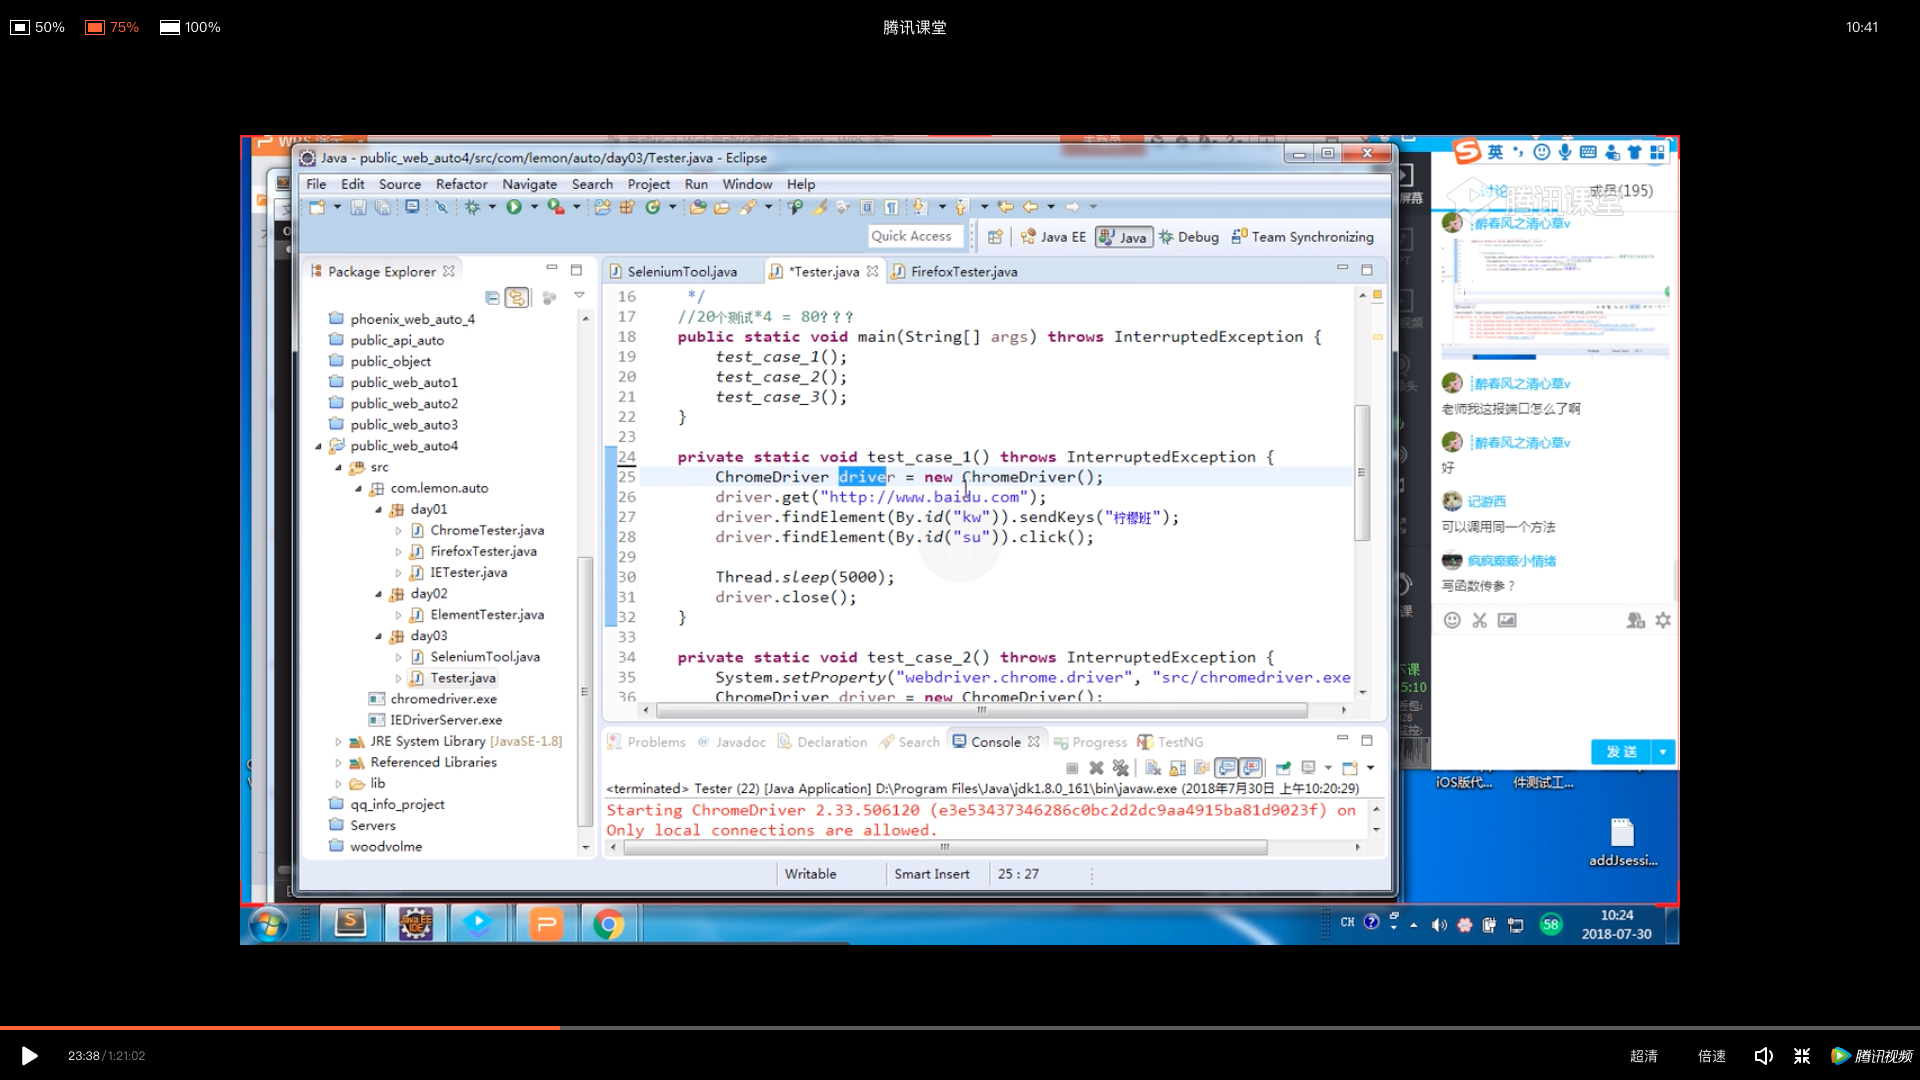 50% 75% 100%
腾讯课堂
10:41
Java - public_web_auto4/src/com/lemon/auto/day03/Tester.java - Eclipse
File Edit Source Refactor Navigate Search Project Run Window Help
Quick Access
Java EE Java Debug Team Synchronizing
Package Explorer
phoenix_web_auto_4
public_api_auto
public_object
public_web_auto1
public_web_auto2
public_web_auto3
public_web_auto4
src
com.lemon.auto
day01
ChromeTester.java
FirefoxTester.java
IETester.java
day02
ElementTester.java
day03
SeleniumTool.java
Tester.java
chromedriver.exe
IEDriverServer.exe
JRE System Library [JavaSE-1.8]
Referenced Libraries
lib
qq_info_project
Servers
woodvolme
SeleniumTool.java *Tester.java FirefoxTester.java
16 */
17 //20个测试*4 = 80???
18 public static void main(String[] args) throws InterruptedException {
19 test_case_1();
20 test_case_2();
21 test_case_3();
22 }
23
24 private static void test_case_1() throws InterruptedException {
25 ChromeDriver driver = new ChromeDriver();
26 driver.get("http://www.baidu.com");
27 driver.findElement(By.id("kw")).sendKeys("柠檬班");
28 driver.findElement(By.id("su")).click();
29
30 Thread.sleep(5000);
31 driver.close();
32 }
33
34 private static void test_case_2() throws InterruptedException {
35 System.setProperty("webdriver.chrome.driver", "src/chromedriver.exe
36 ChromeDriver driver = new ChromeDriver();
Problems Javadoc Declaration Search Console Progress TestNG
<terminated> Tester (22) [Java Application] D:\Program Files\Java\jdk1.8.0_161\bin\javaw.exe (2018年7月30日 上午10:20:29)
Starting ChromeDriver 2.33.506120 (e3e53437346286c0bc2d2dc9aa4915ba81d9023f) on
Only local connections are allowed.
Writable Smart Insert 25 : 27
英
讨论 成员(195)
腾讯课堂
醉春风之清心草v
醉春风之清心草v
老师我这报端口怎么了啊
醉春风之清心草v
好
记游西
可以调用同一个方法
疯疯癫癫小情绪
写函数传参？
发送
iOS版代... 件测试工...
addJsessi...
CH
58
10:24
2018-07-30
23:38/1:21:02
超清 倍速 腾讯视频